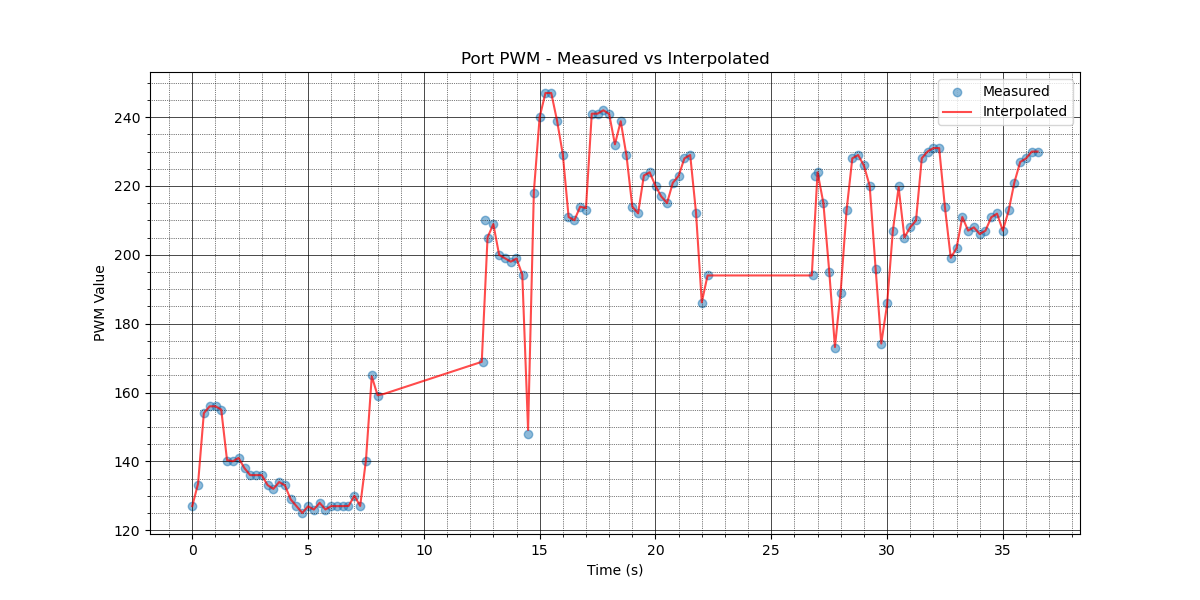 Port PWM - Measured vs Interpolated
Measured
Interpolated
PWM Value
240
220
200
180
160
140
120
0 5 10 15 20 25 30 35
Time (s)